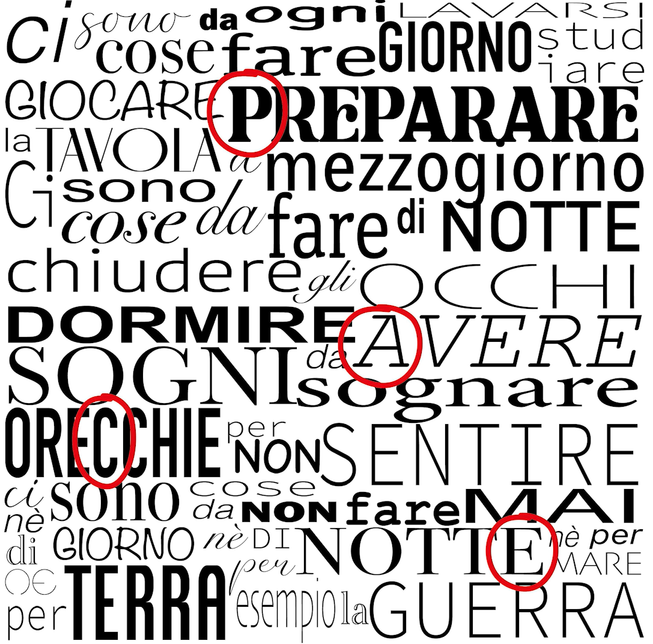 Ci sono da ogni LAVARSI
cose fare GIORNO stud
iare
GIOCARE PREPARARE
la TAVOLA a mezzogiorno
Ci sono
cose da fare di NOTTE
chiudere gli OCCHI
DORMIRE AVERE
SOGNI da sognare
ORECCHIE per NON SENTIRE
ci sono cose
da NON fare MAI
nè
di GIORNO nè DI NOTTE nè per
MARE
per TERRA per esempio la GUERRA